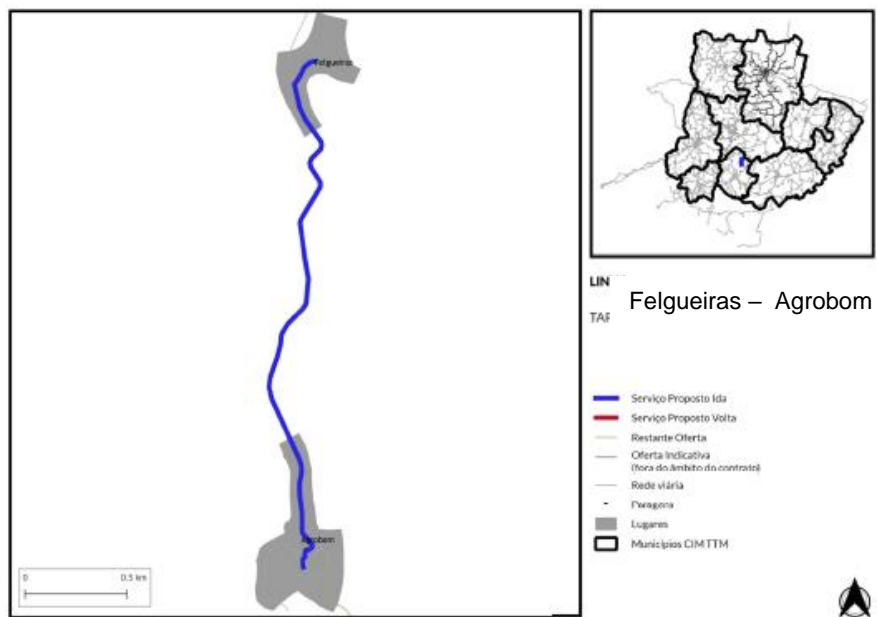 Felgueiras
Agrobom
0 0.5 km
LIN
Felgueiras – Agrobom
TAF
Serviço Proposto Ida
Serviço Proposto Volta
Restante Oferta
Oferta Indicativa
(fora do âmbito do contrato)
Rede viária
Paragens
Lugares
Municípios CIM TTM